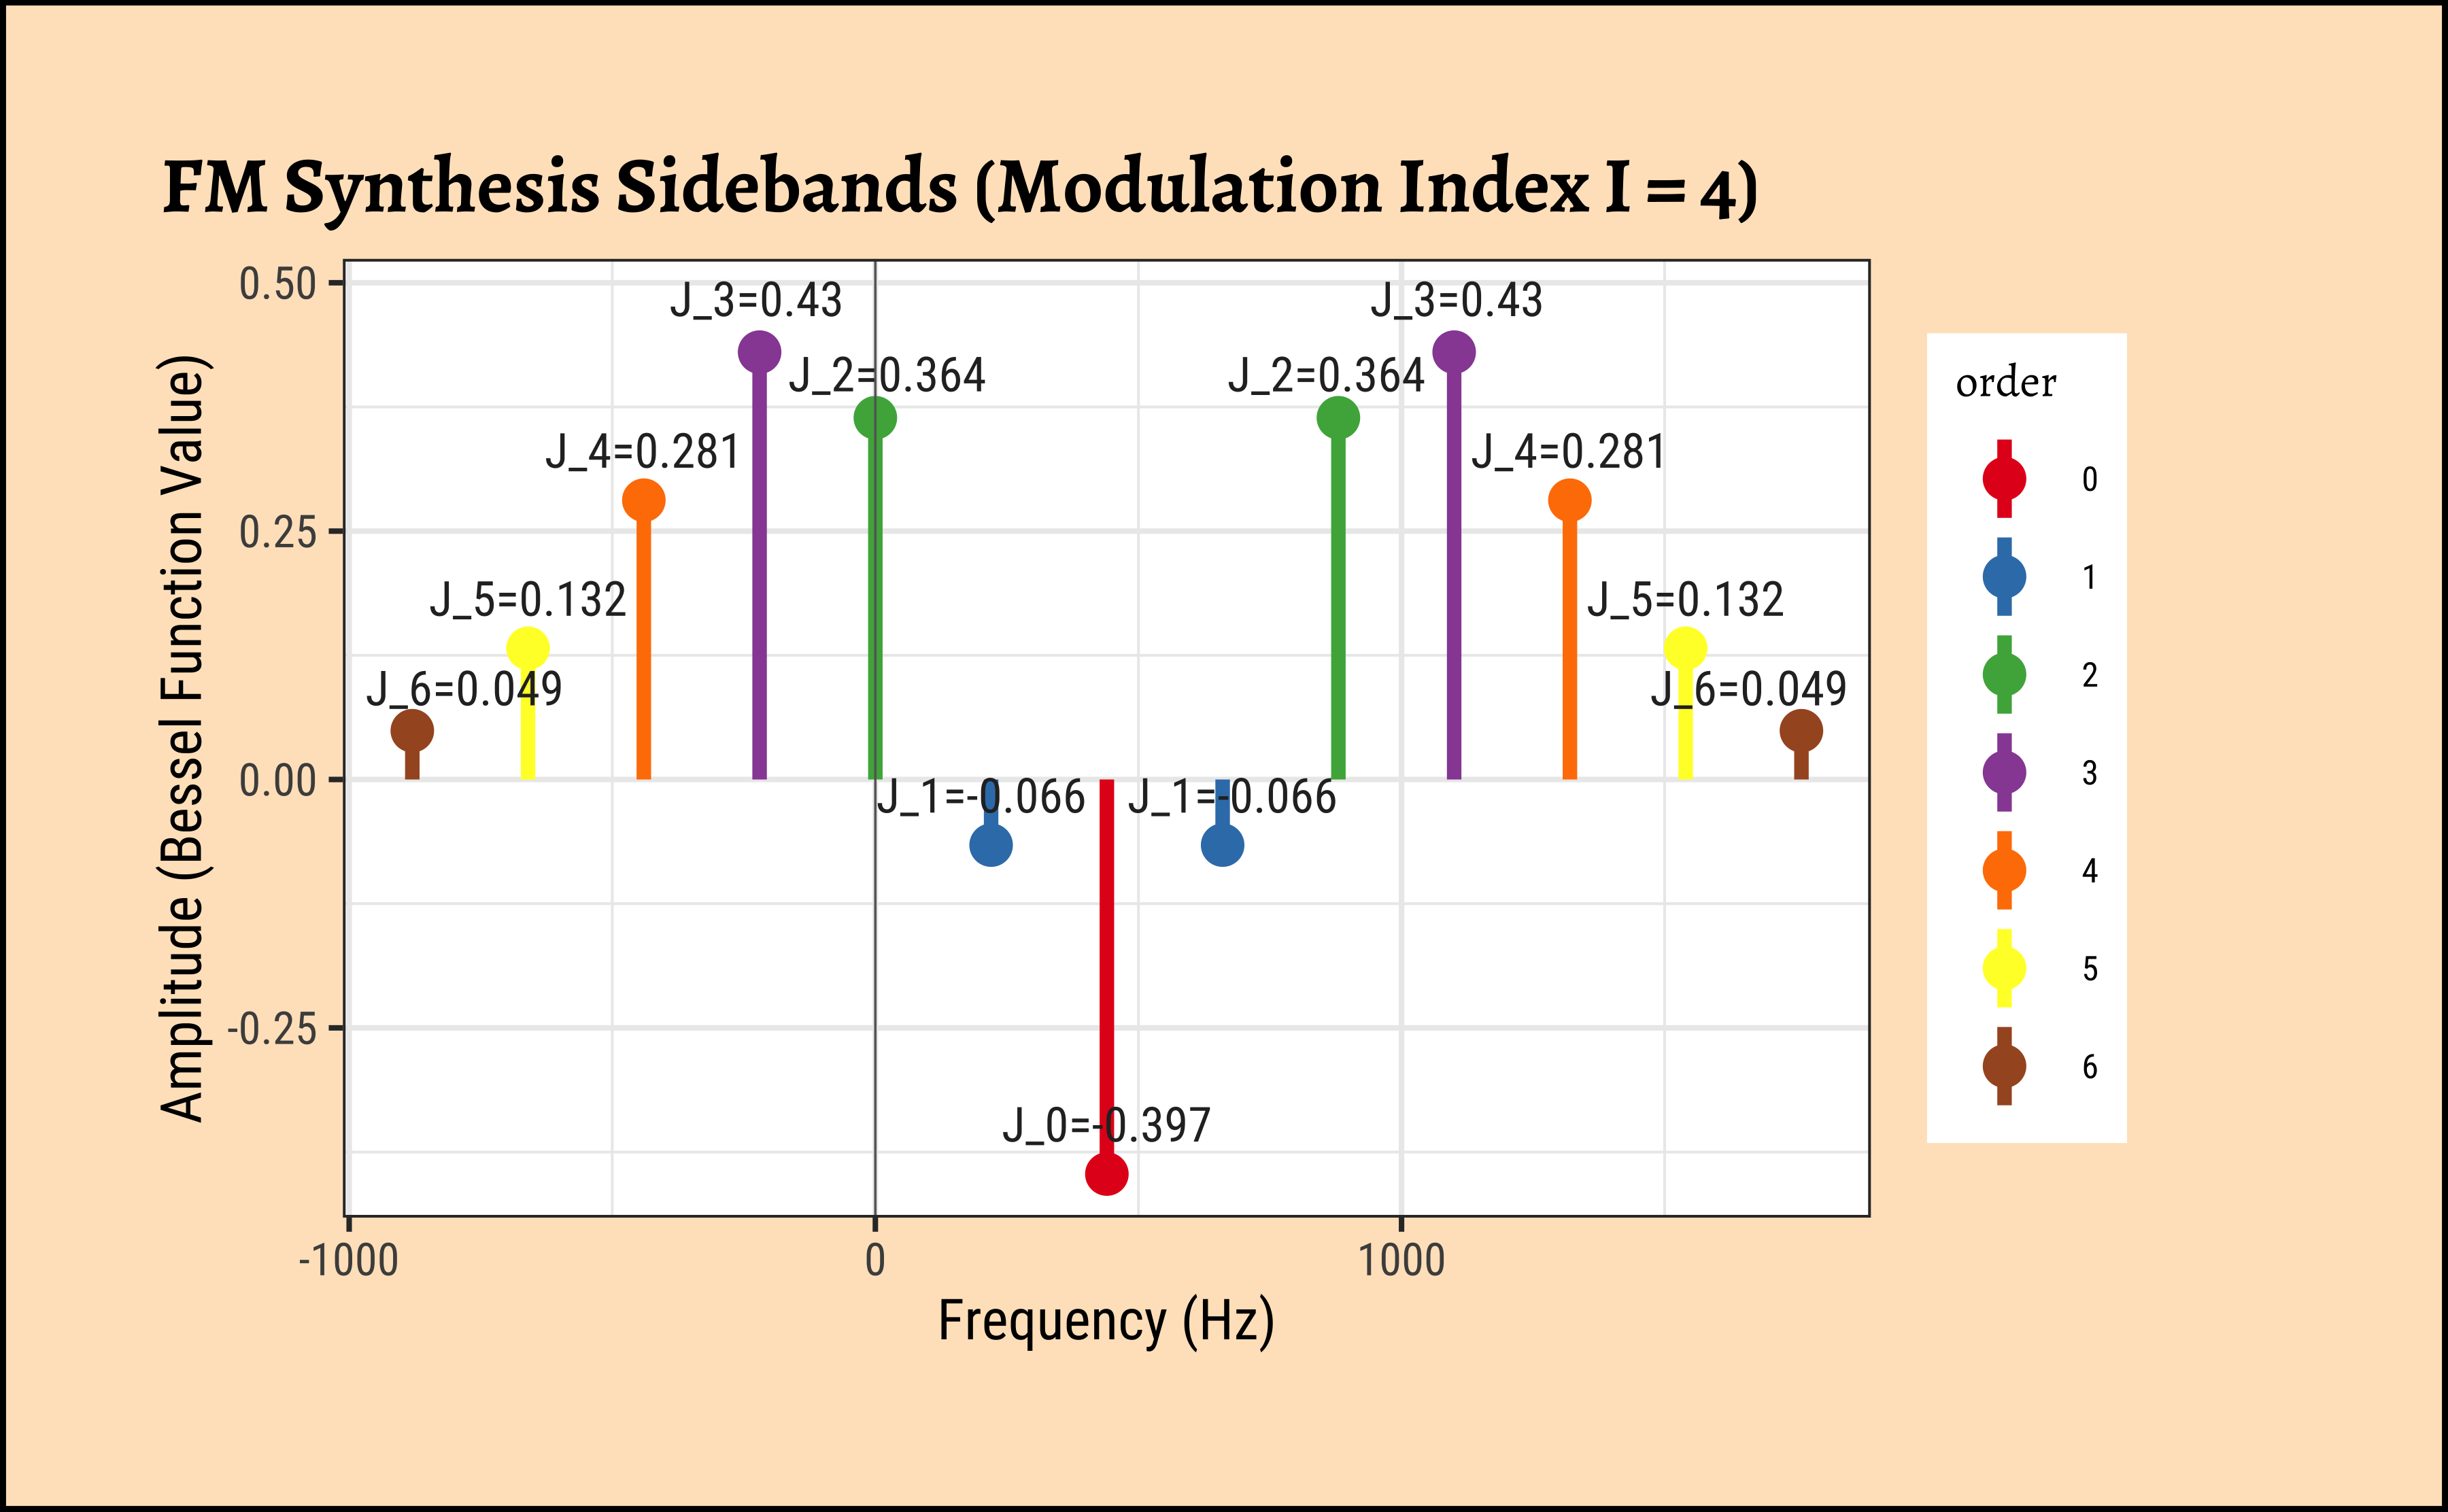 FM Synthesis Sidebands (Modulation Index I = 4)
Amplitude (Bessel Function Value)
0.50
0.25
0.00
-0.25
J_3=0.43
J_3=0.43
J_2=0.364
J_2=0.364
J_4=0.281
J_4=0.281
J_5=0.132
J_5=0.132
J_6=0.049
J_6=0.049
J_1=-0.066
J_1=-0.066
J_0=-0.397
-1000
0
1000
Frequency (Hz)
order
0
1
2
3
4
5
6